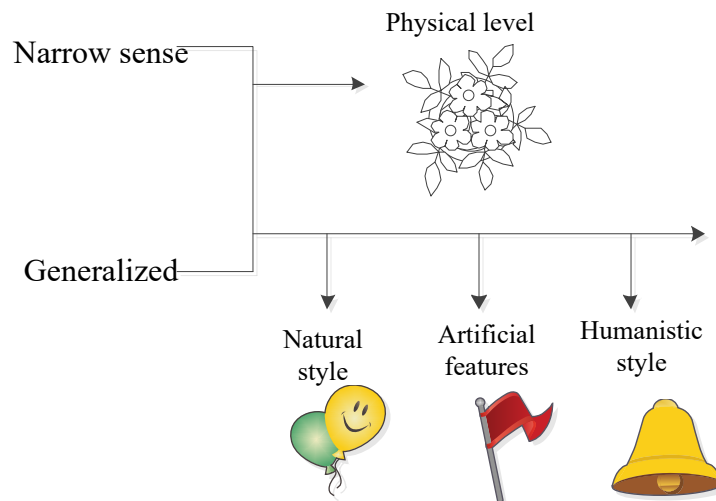 Physical level
Narrow sense
Generalized
Natural
style
Artificial
features
Humanistic
style